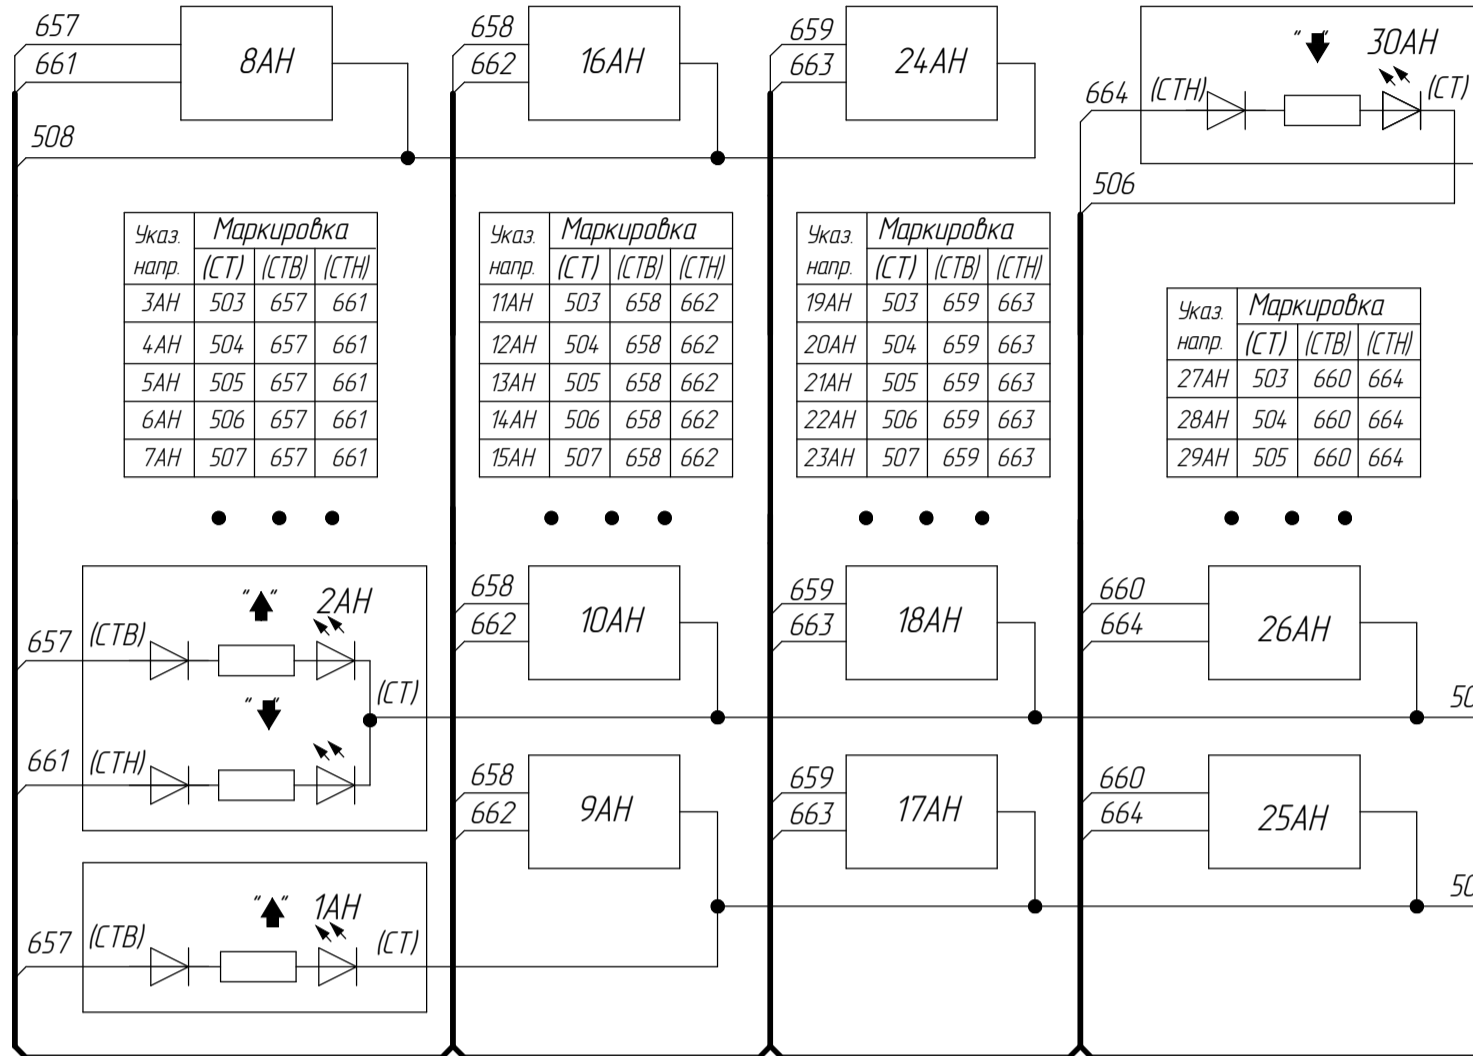 657
661
8АН
508
658
662
16АН
659
663
24АН
" "
30АН
664
(СТН)
(СТ)
506
Указ. напр. Маркировка
(СТ) (СТВ) (СТН)
3АН 503 657 661
4АН 504 657 661
5АН 505 657 661
6АН 506 657 661
7АН 507 657 661
Указ. напр. Маркировка
(СТ) (СТВ) (СТН)
11АН 503 658 662
12АН 504 658 662
13АН 505 658 662
14АН 506 658 662
15АН 507 658 662
Указ. напр. Маркировка
(СТ) (СТВ) (СТН)
19АН 503 659 663
20АН 504 659 663
21АН 505 659 663
22АН 506 659 663
23АН 507 659 663
Указ. напр. Маркировка
(СТ) (СТВ) (СТН)
27АН 503 660 664
28АН 504 660 664
29АН 505 660 664
" "
2АН
657
(СТВ)
(СТ)
" "
661
(СТН)
658
662
10АН
659
663
18АН
660
664
26АН
50
658
662
9АН
659
663
17АН
660
664
25АН
50
" "
1АН
657
(СТВ)
(СТ)